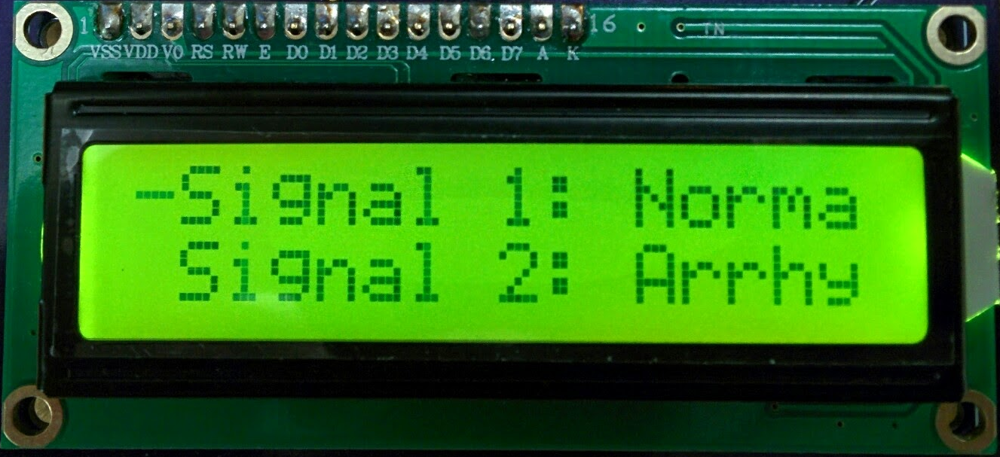 1 16 IN
VSS VDD V0 RS RW E D0 D1 D2 D3 D4 D5 D6. D7 A K
-Signal 1: Norma
Signal 2: Arrhy